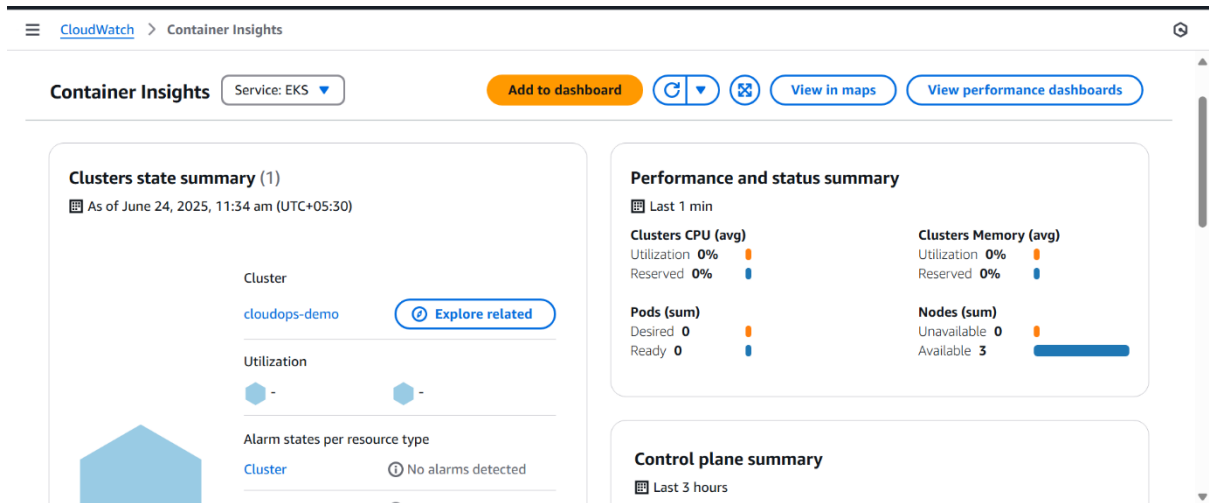 CloudWatch > Container Insights
Container Insights Service: EKS ▼ Add to dashboard View in maps View performance dashboards
Clusters state summary (1)
As of June 24, 2025, 11:34 am (UTC+05:30)
Cluster
cloudops-demo Explore related
Utilization
- -
Alarm states per resource type
Cluster No alarms detected
Performance and status summary
Last 1 min
Clusters CPU (avg)
Utilization 0%
Reserved 0%
Clusters Memory (avg)
Utilization 0%
Reserved 0%
Pods (sum)
Desired 0
Ready 0
Nodes (sum)
Unavailable 0
Available 3
Control plane summary
Last 3 hours